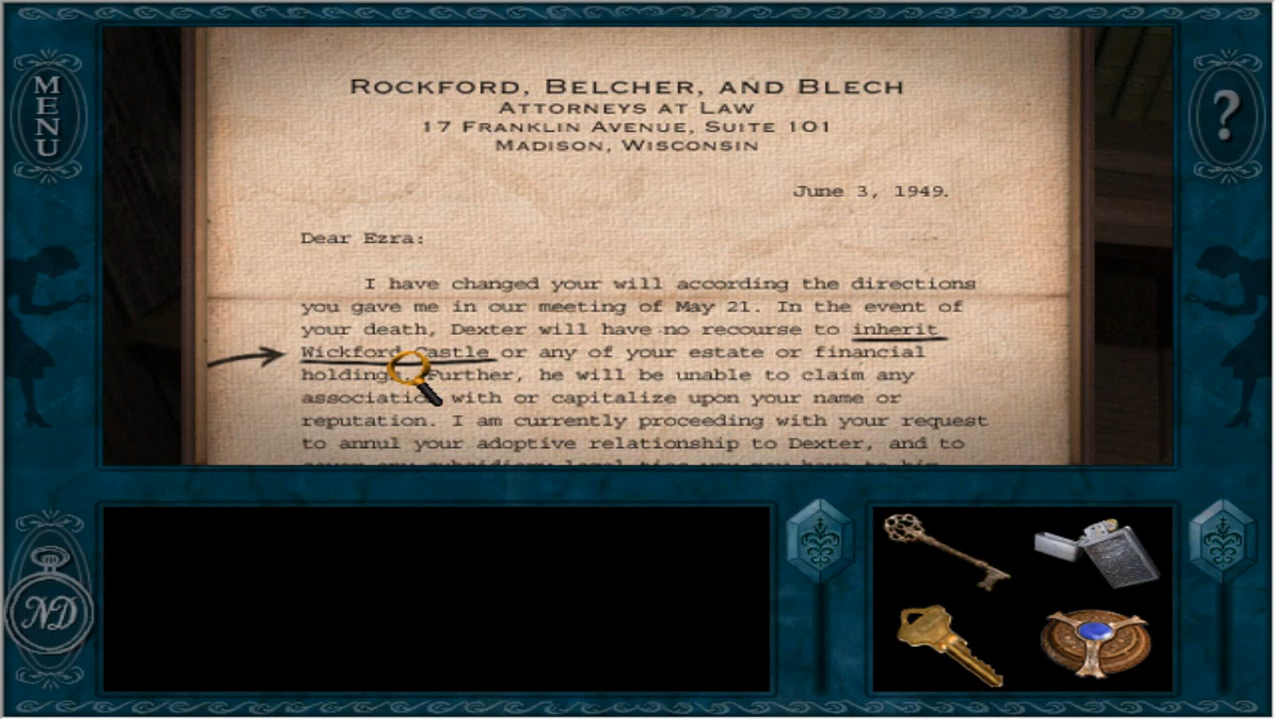 MENU
?
ROCKFORD, BELCHER, AND BLECH
ATTORNEYS AT LAW
17 FRANKLIN AVENUE, SUITE 101
MADISON, WISCONSIN
June 3, 1949.
Dear Ezra:
I have changed your will according the directions
you gave me in our meeting of May 21. In the event of
your death, Dexter will have no recourse to inherit
Wickford Castle or any of your estate or financial
holding Further, he will be unable to claim any
association with or capitalize upon your name or
reputation. I am currently proceeding with your request
to annul your adoptive relationship to Dexter, and to
ND